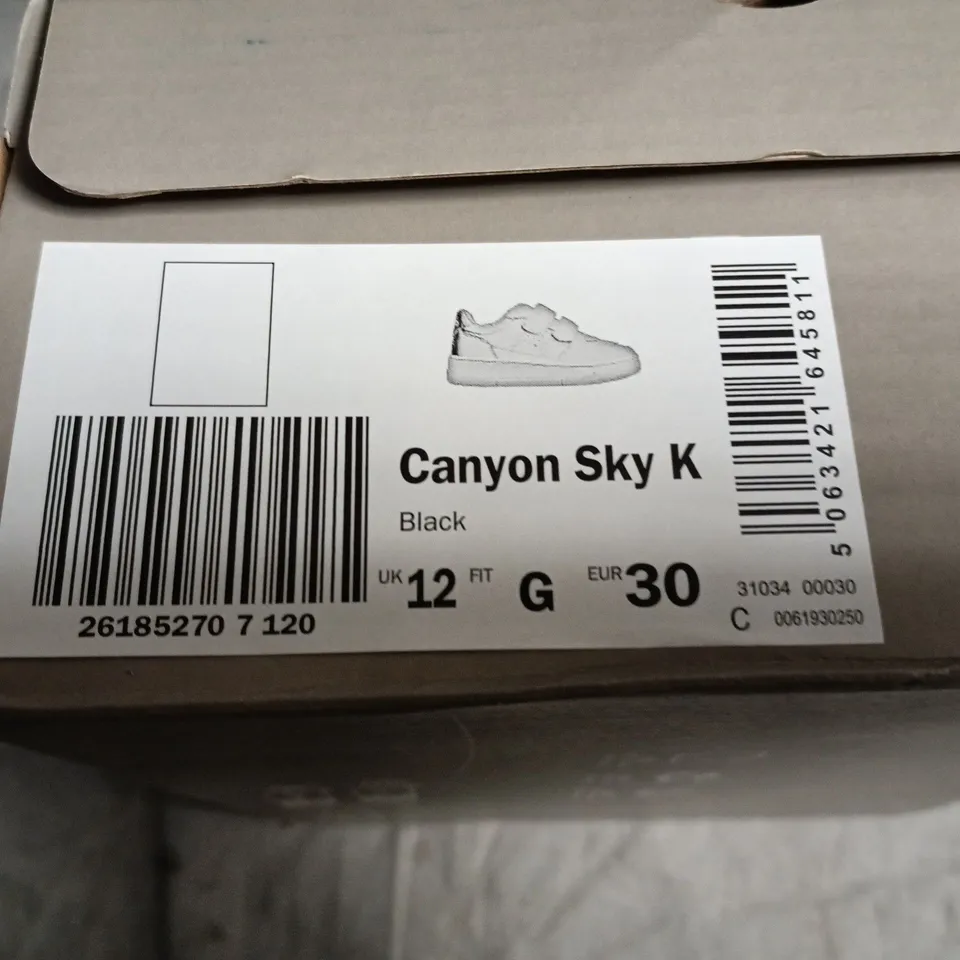 Canyon Sky K
Black
UK 12 FIT G EUR 30
26185270 7 120
5 063421 645811
31034 00030
C 0061930250